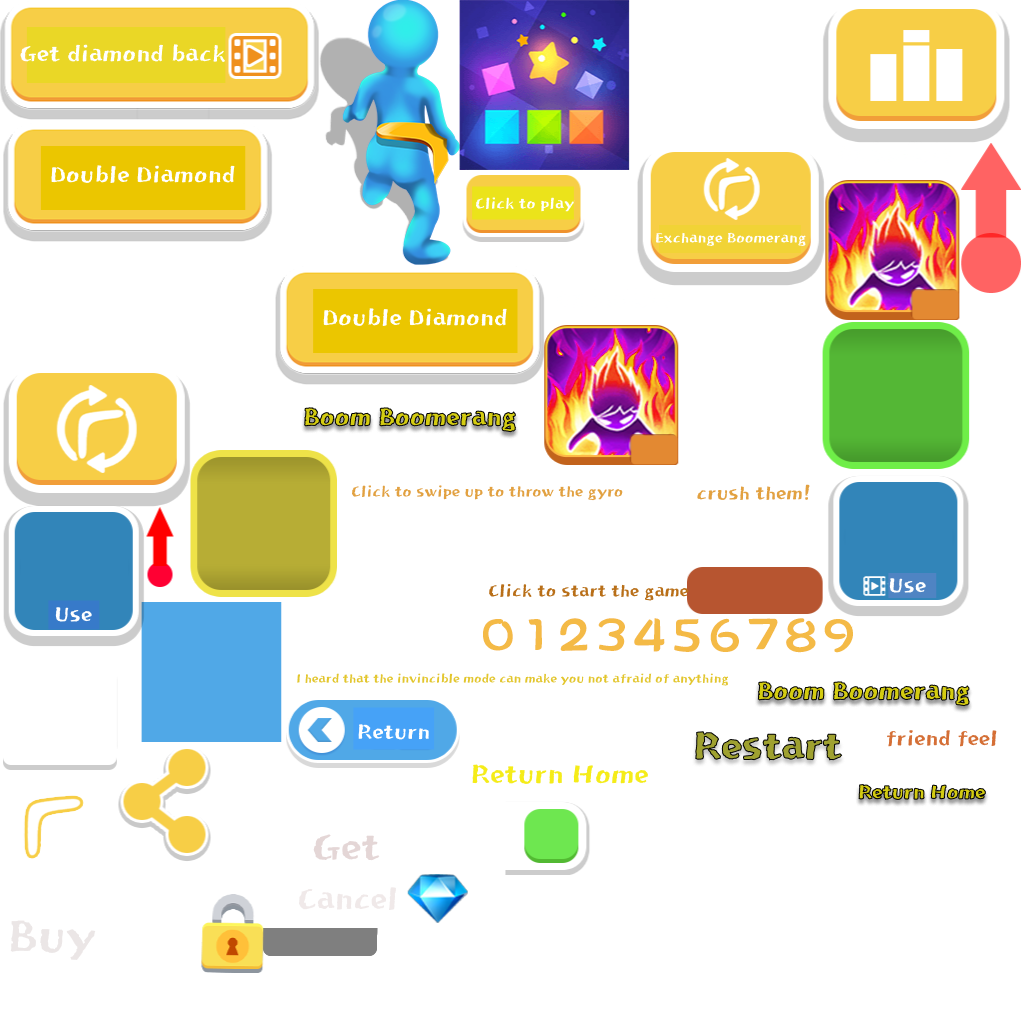 Get diamond back
Double Diamond
Click to play
Exchange Boomerang
Double Diamond
Boom Boomerang
Click to swipe up to throw the gyro
crush them!
Use
Click to start the game
Use
0123456789
I heard that the invincible mode can make you not afraid of anything
Boom Boomerang
Return
Restart
friend feel
Return Home
Return Home
Get
Cancel
Buy